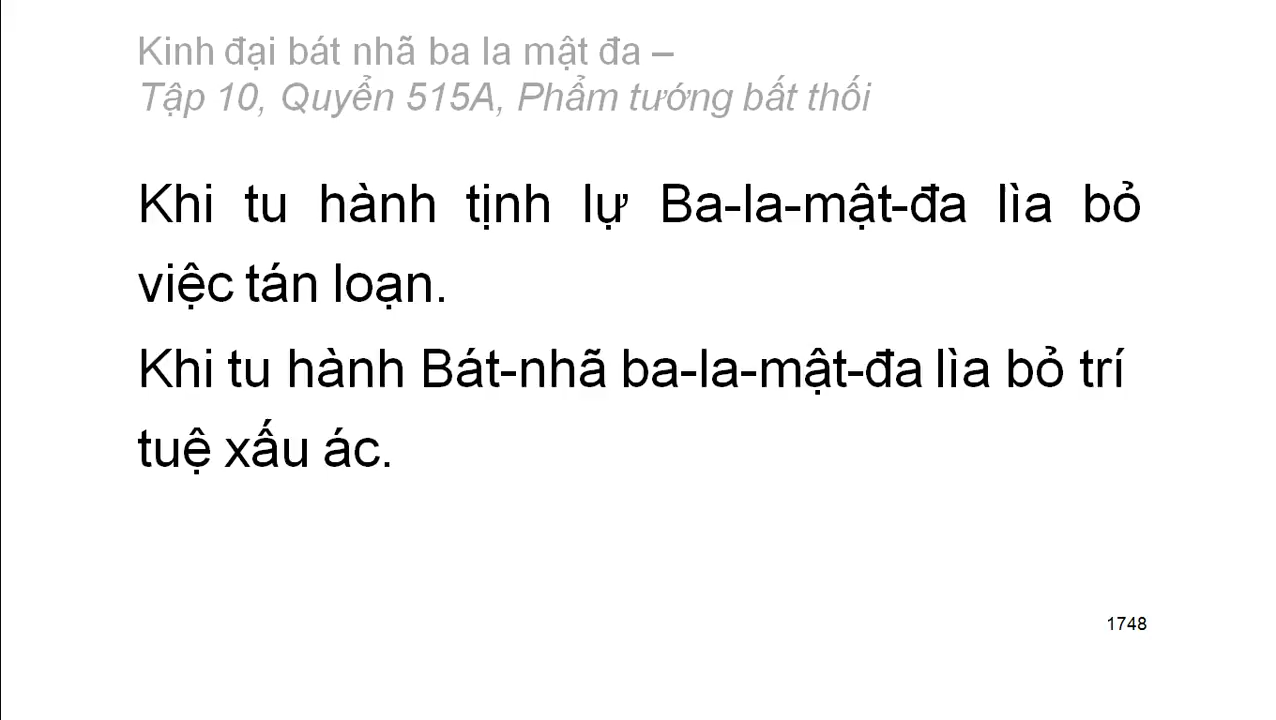 Kinh đại bát nhã ba la mật đa –
Tập 10, Quyển 515A, Phẩm tướng bất thối
Khi tu hành tịnh lự Ba-la-mật-đa lìa bỏ
việc tán loạn.
Khi tu hành Bát-nhã ba-la-mật-đa lìa bỏ trí
tuệ xấu ác.
1748